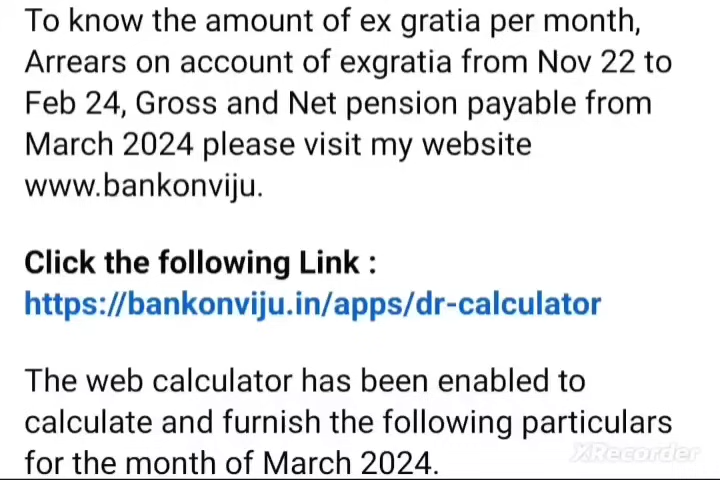 To know the amount of ex gratia per month,
Arrears on account of exgratia from Nov 22 to
Feb 24, Gross and Net pension payable from
March 2024 please visit my website
www.bankonviju.
Click the following Link :
https://bankonviju.in/apps/dr-calculator
The web calculator has been enabled to
calculate and furnish the following particulars
for the month of March 2024.
XRecorder